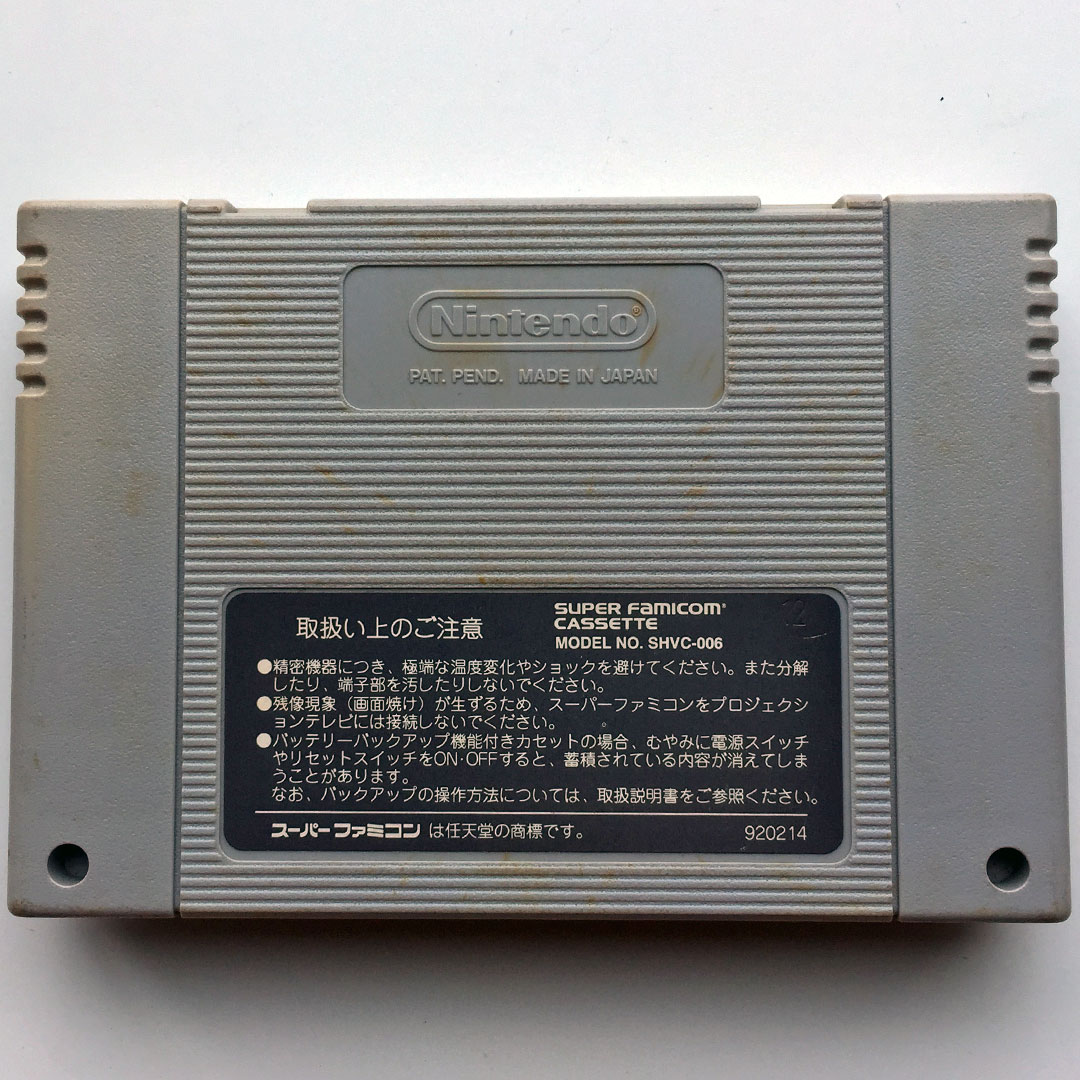 Nintendo®
PAT. PEND. MADE IN JAPAN
取扱い上のご注意
SUPER FAMICOM®
CASSETTE
MODEL NO. SHVC-006
●精密機器につき、極端な温度変化やショックを避けてください。また分解
したり、端子部を汚したりしないでください。
●残像現象（画面焼け）が生ずるため、スーパーファミコンをプロジェクシ
ョンテレビには接続しないでください。
●バッテリーバックアップ機能付きカセットの場合、むやみに電源スイッチ
やリセットスイッチをON·OFFすると、蓄積されている内容が消えてしま
うことがあります。
なお、バックアップの操作方法については、取扱説明書をご参照ください。
スーパーファミコン は任天堂の商標です。 920214